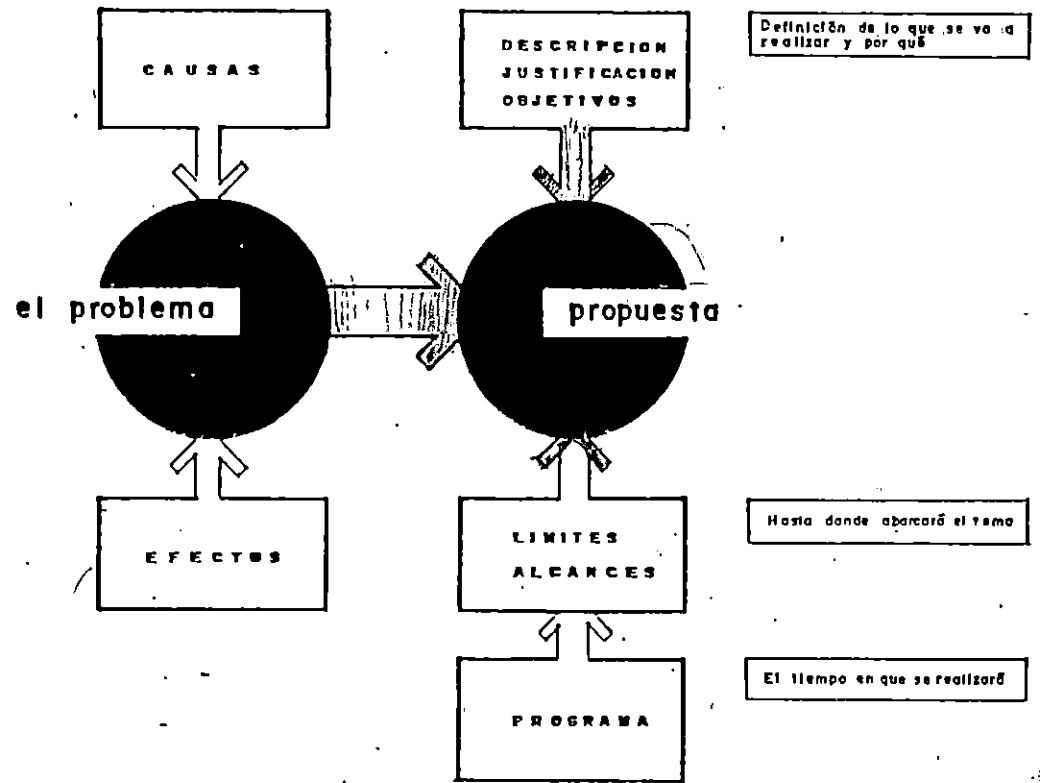 CAUSAS
DESCRIPCION
JUSTIFICACION
OBJETIVOS
Definición de lo que se va a
realizar y por qué
el problema
propuesta
EFECTOS
LIMITES
ALCANCES
Hasta donde abarcará el tema
PROGRAMA
El tiempo en que se realizará